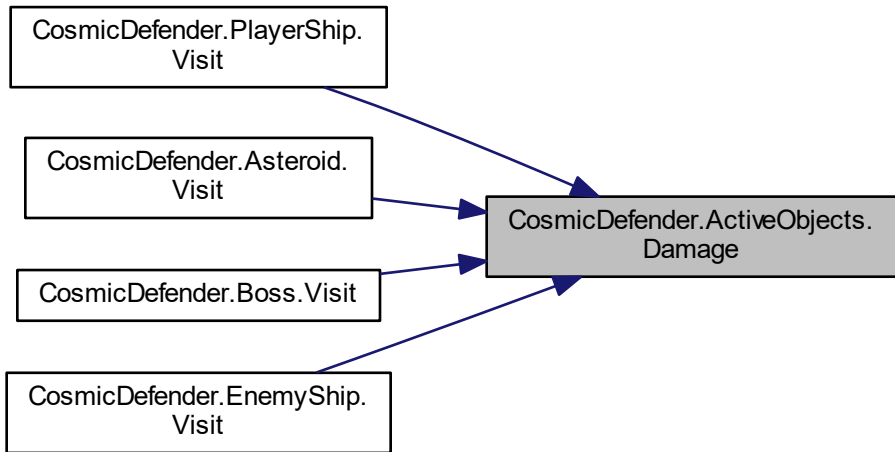 CosmicDefender.PlayerShip.
Visit
CosmicDefender.Asteroid.
Visit
CosmicDefender.ActiveObjects.
Damage
CosmicDefender.Boss.Visit
CosmicDefender.EnemyShip.
Visit